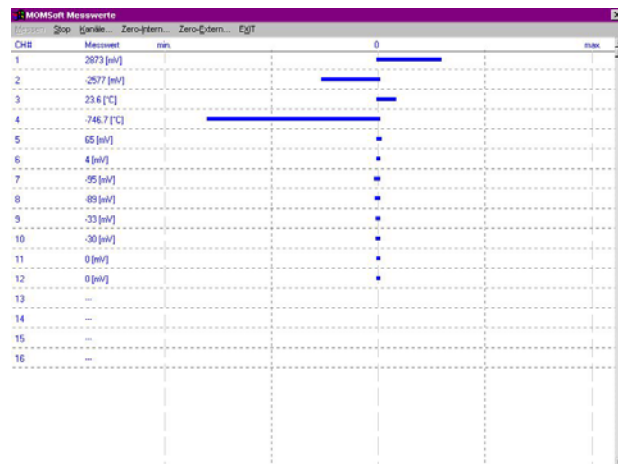 MOMSoft Messwerte
Messen Stop Kanäle... Zero-Intern... Zero-Extern... EXIT
CH# Messwert min. 0 max.
1 2873 [mV]
2 -2577 [mV]
3 23.6 [°C]
4 -746.7 [°C]
5 65 [mV]
6 4 [mV]
7 -95 [mV]
8 -89 [mV]
9 -33 [mV]
10 -30 [mV]
11 0 [mV]
12 0 [mV]
13 ---
14 ---
15 ---
16 ---